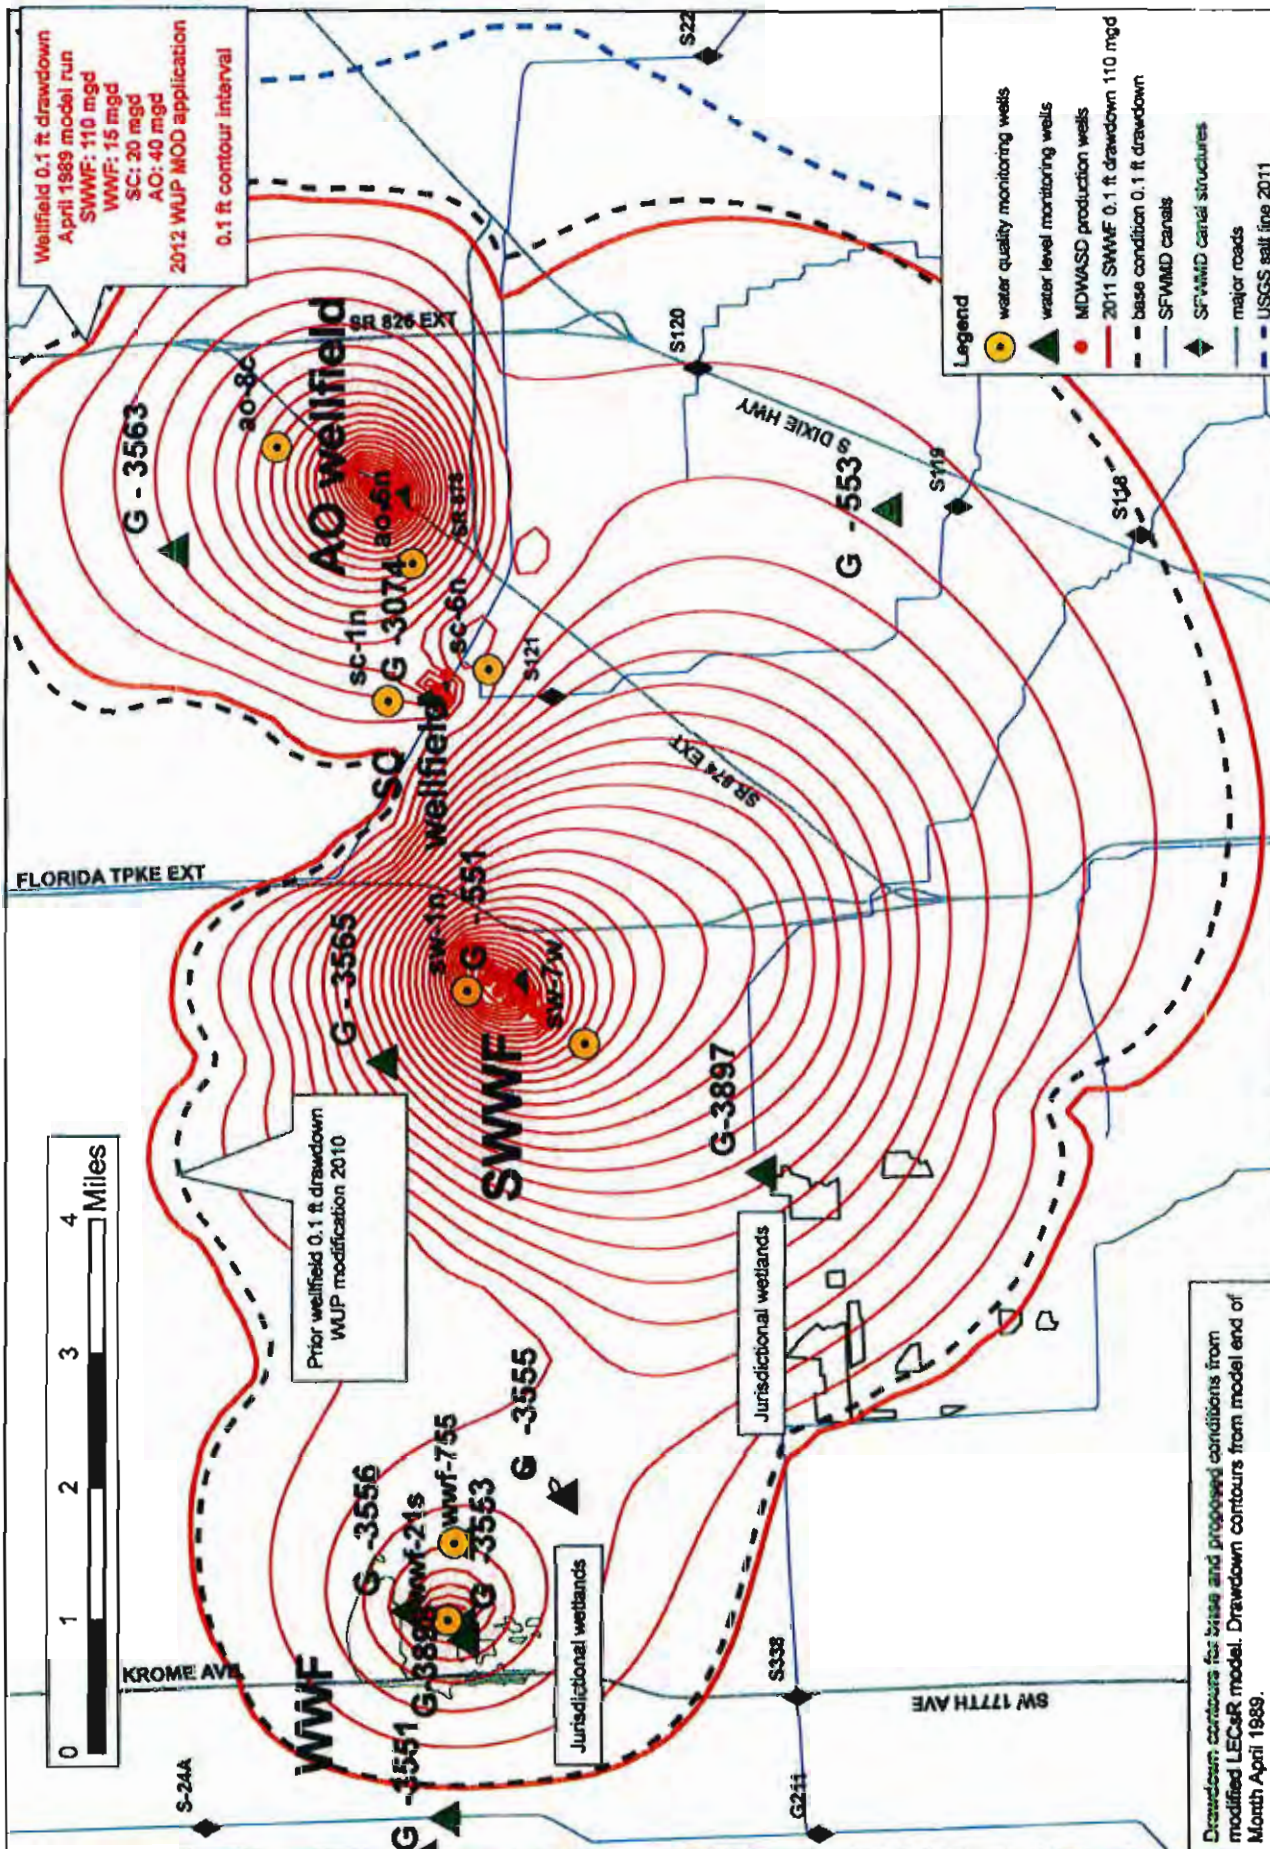 Wellfield 0.1 ft drawdown
April 1989 model run
SWWF: 110 mgd
WWF: 15 mgd
SC: 20 mgd
AO: 40 mgd
2012 WUP MOD application
0.1 ft contour interval
S22
SR 826 EXT
ao-8c
G - 3563
AO wellfield
ao-6n
SR 878
sc-1n
G -3074
sc-6n
S121
SC
wellfield
S120
S DIXIE HWY
G -553
S119
S118
SR 874 EXT
FLORIDA TPKE EXT
G - 3565
sw-1n
G -551
sw-7w
SWWF
G-3897
Prior wellfield 0.1 ft drawdown
WUP modification 2010
0 1 2 3 4
Miles
Jurisdictional wetlands
G -3555
G -3556
wwf-755
wwf-21s
G -3553
Jurisdictional wetlands
KROME AVE
WWF
G -3551
S-24A
S338
SW 177TH AVE
G211
Legend
water quality monitoring wells
water level monitoring wells
MDWASD production wells
2011 SWWF 0.1 ft drawdown 110 mgd
base condition 0.1 ft drawdown
SFWMD canals
SFWMD canal structures
major roads
USGS salt line 2011
Drawdown contours for base and proposed conditions from
modified LECsR model. Drawdown contours from model end of
Month April 1989.